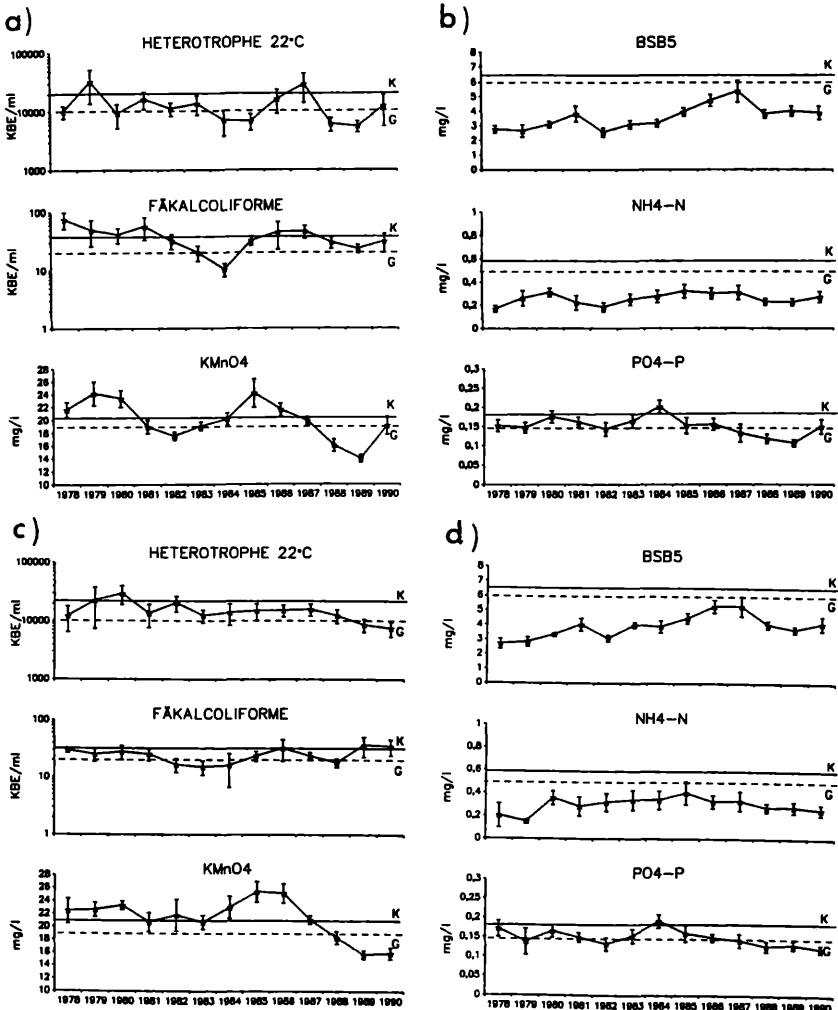 a)
HETEROTROPHE 22°C
KBE/ml
100000
10000
1000
K
G
FÄKALCOLIFORME
KBE/ml
100
10
1
K
G
KMnO4
mg/l
28
26
24
22
20
18
16
14
12
10
K
G
1978 1979 1980 1981 1982 1983 1984 1985 1986 1987 1988 1989 1990
b)
BSB5
mg/l
8
7
6
5
4
3
2
1
0
K
G
NH4-N
mg/l
1
0,8
0,6
0,4
0,2
0
K
G
PO4-P
mg/l
0,3
0,25
0,2
0,15
0,1
0,05
0
K
G
1978 1979 1980 1981 1982 1983 1984 1985 1986 1987 1988 1989 1990
c)
HETEROTROPHE 22°C
KBE/ml
100000
10000
1000
K
G
FÄKALCOLIFORME
KBE/ml
100
10
1
K
G
KMnO4
mg/l
28
26
24
22
20
18
16
14
12
10
K
G
1978 1979 1980 1981 1982 1983 1984 1985 1986 1987 1988 1989 1990
d)
BSB5
mg/l
8
7
6
5
4
3
2
1
0
K
G
NH4-N
mg/l
1
0,8
0,6
0,4
0,2
0
K
G
PO4-P
mg/l
0,3
0,25
0,2
0,15
0,1
0,05
0
K
G
1978 1979 1980 1981 1982 1983 1984 1985 1986 1987 1988 1989 1990